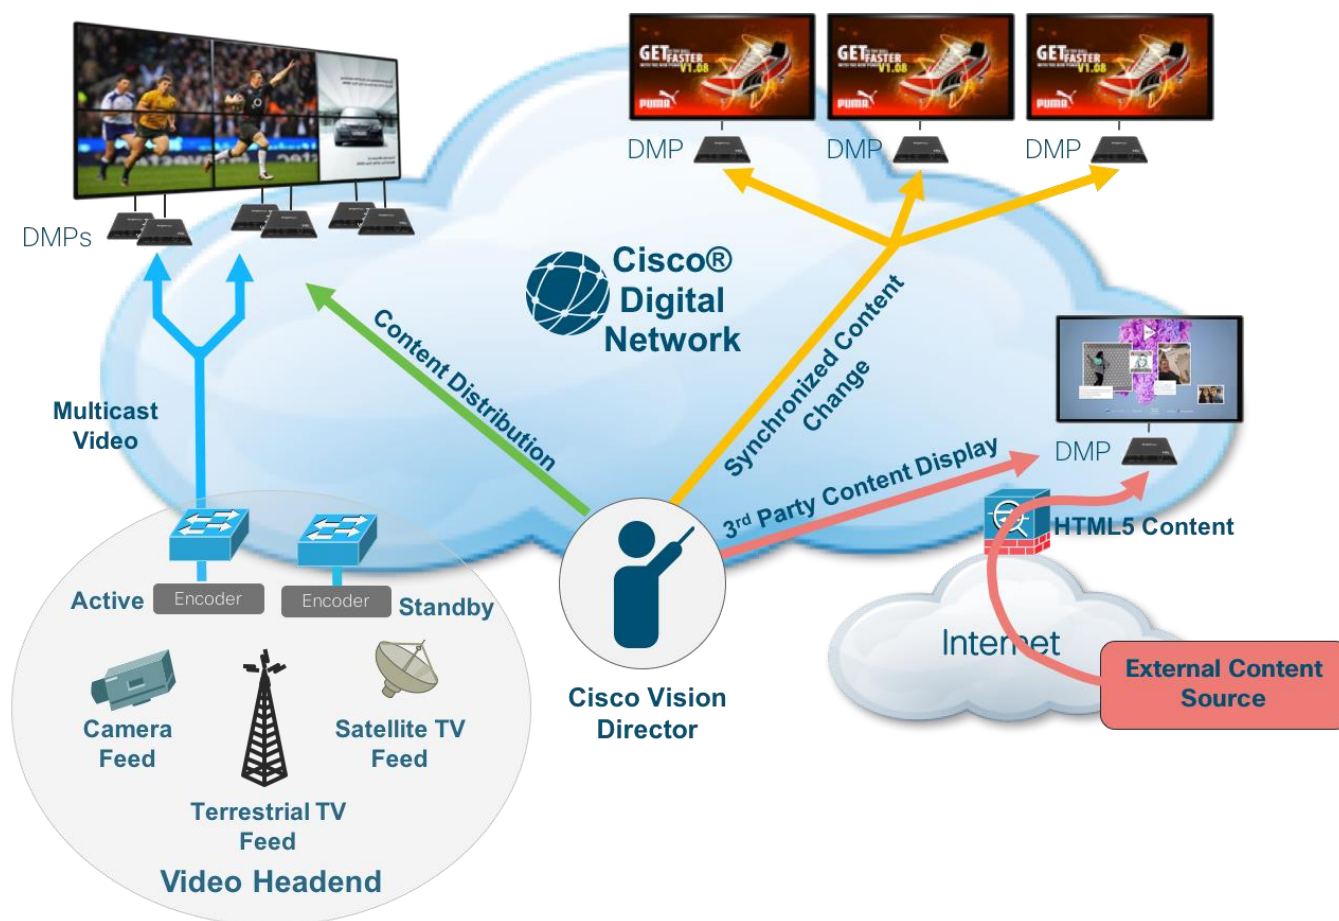 GET
FASTER
V1.08
PUMA
GET
FASTER
V1.08
PUMA
GET
FASTER
V1.08
PUMA
DMP
DMP
DMP
DMPs
Cisco®
Digital
Network
Content Distribution
Synchronized Content
Change
Multicast
Video
DMP
3rd Party Content Display
HTML5 Content
Active
Encoder
Encoder
Standby
Internet
External Content
Source
Cisco Vision
Director
Camera
Feed
Satellite TV
Feed
Terrestrial TV
Feed
Video Headend